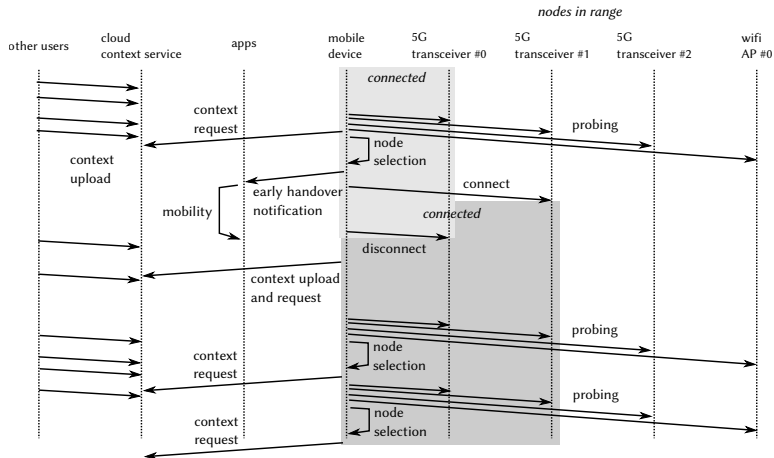 nodes in range
other users
cloud
context service
apps
mobile
device
5G
transceiver #0
5G
transceiver #1
5G
transceiver #2
wifi
AP #0
connected
context
request
probing
node
selection
context
upload
early handover
notification
connect
mobility
connected
disconnect
context upload
and request
probing
node
selection
context
request
probing
node
selection
context
request